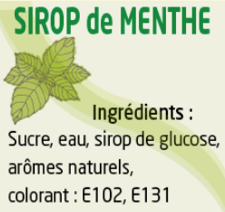 SIROP de MENTHE
Ingrédients :
Sucre, eau, sirop de glucose,
arômes naturels,
colorant : E102, E131